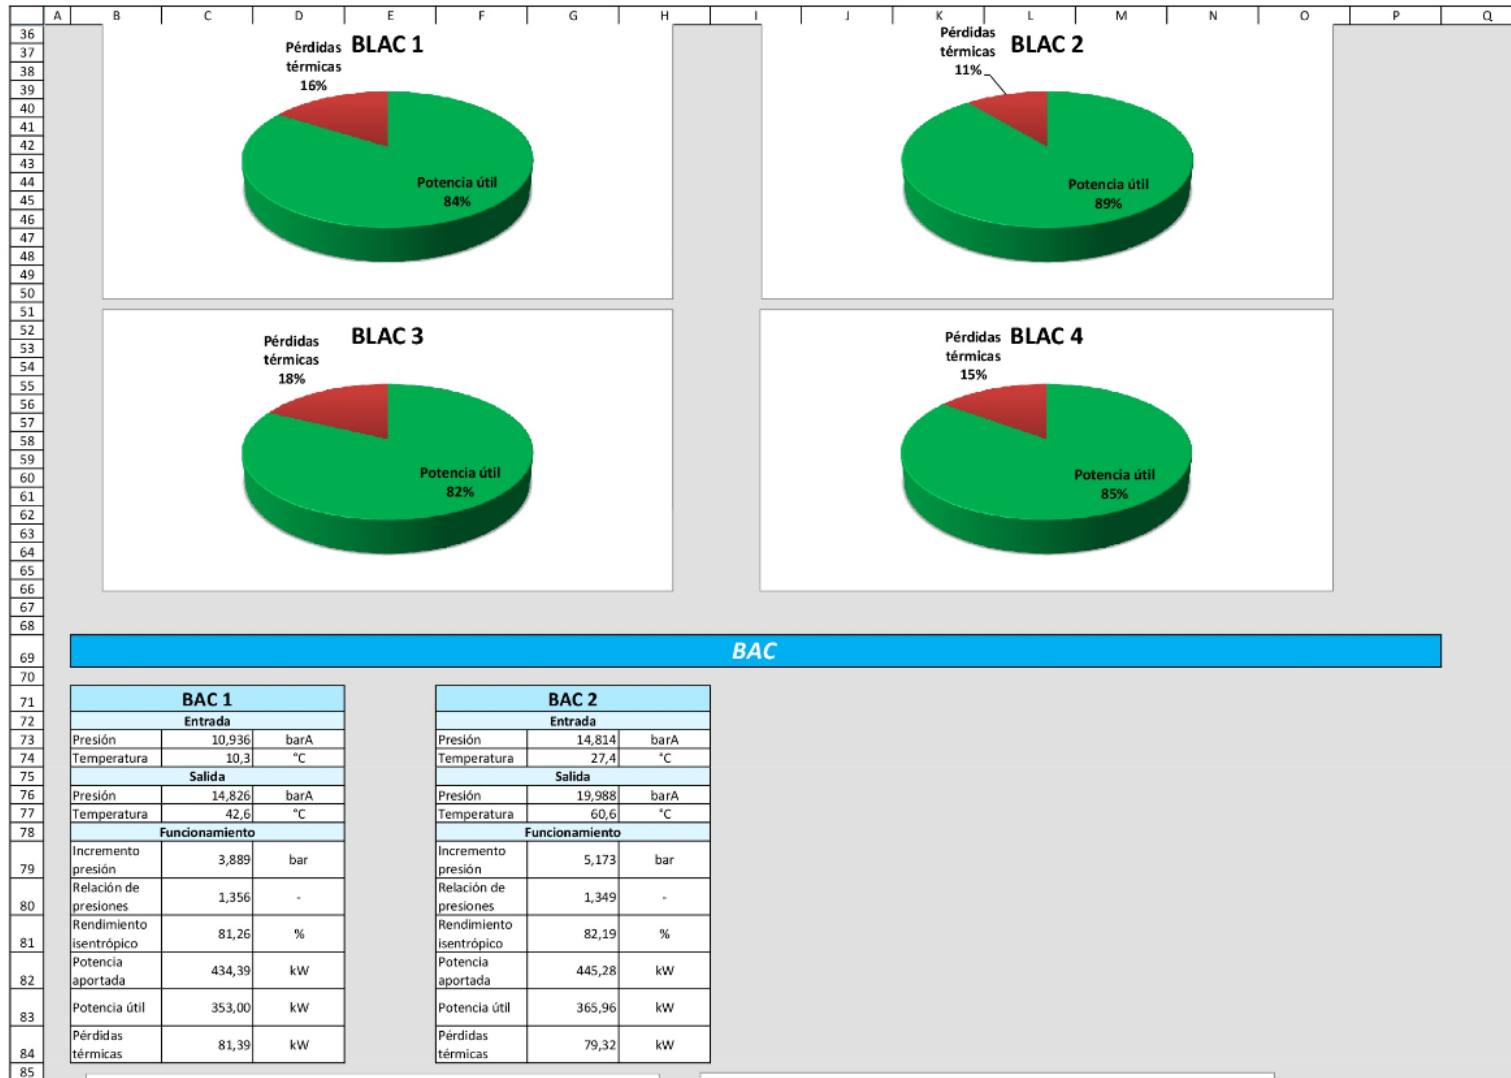 A B C D E F G H I J K L M N O P Q
36
37
38
39
40
41
42
43
44
45
46
47
48
49
50
Pérdidas
térmicas
16%
BLAC 1
Potencia útil
84%
Pérdidas
térmicas
11%
BLAC 2
Potencia útil
89%
51
52
53
54
55
56
57
58
59
60
61
62
63
64
65
66
67
68
Pérdidas
térmicas
18%
BLAC 3
Potencia útil
82%
Pérdidas
térmicas
15%
BLAC 4
Potencia útil
85%
69 BAC
70
71 BAC 1 BAC 2
72 Entrada Entrada
73 Presión 10,936 barA Presión 14,814 barA
74 Temperatura 10,3 °C Temperatura 27,4 °C
75 Salida Salida
76 Presión 14,826 barA Presión 19,988 barA
77 Temperatura 42,6 °C Temperatura 60,6 °C
78 Funcionamiento Funcionamiento
Incremento Incremento
79 presión 3,889 bar presión 5,173 bar
Relación de Relación de
80 presiones 1,356 - presiones 1,349 -
Rendimiento Rendimiento
81 isentrópico 81,26 % isentrópico 82,19 %
Potencia Potencia
82 aportada 434,39 kW aportada 445,28 kW
83 Potencia útil 353,00 kW Potencia útil 365,96 kW
Pérdidas Pérdidas
84 térmicas 81,39 kW térmicas 79,32 kW
85